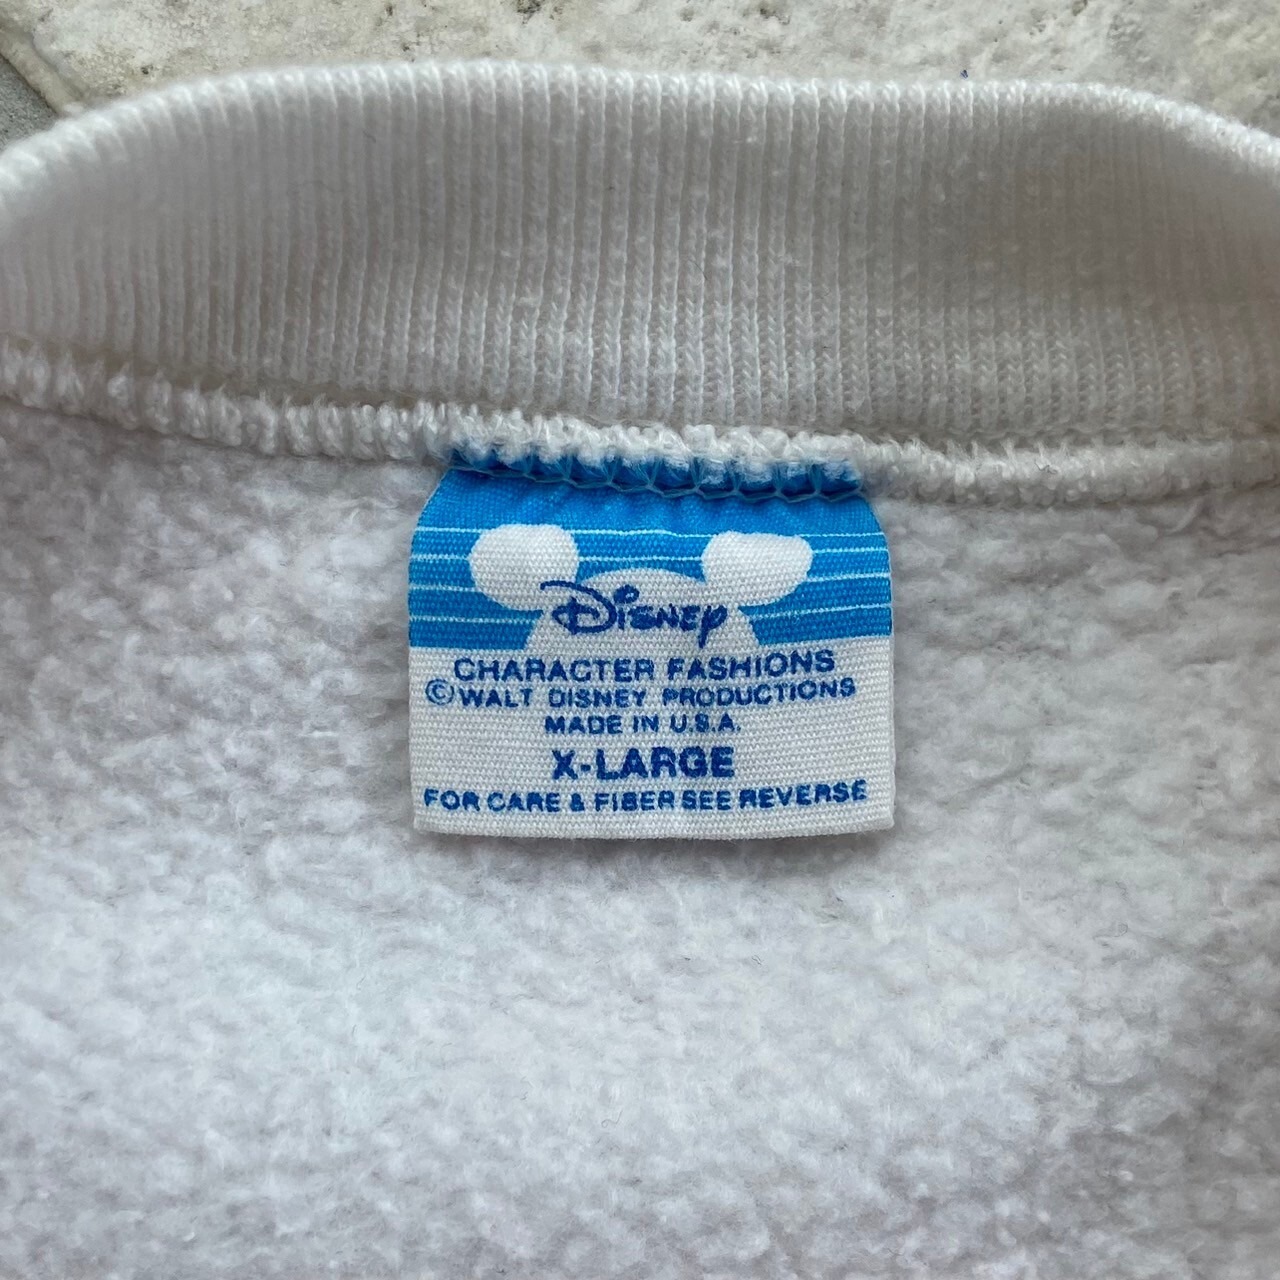 Disney
CHARACTER FASHIONS
©WALT DISNEY PRODUCTIONS
MADE IN U.S.A.
X-LARGE
FOR CARE & FIBER SEE REVERSE